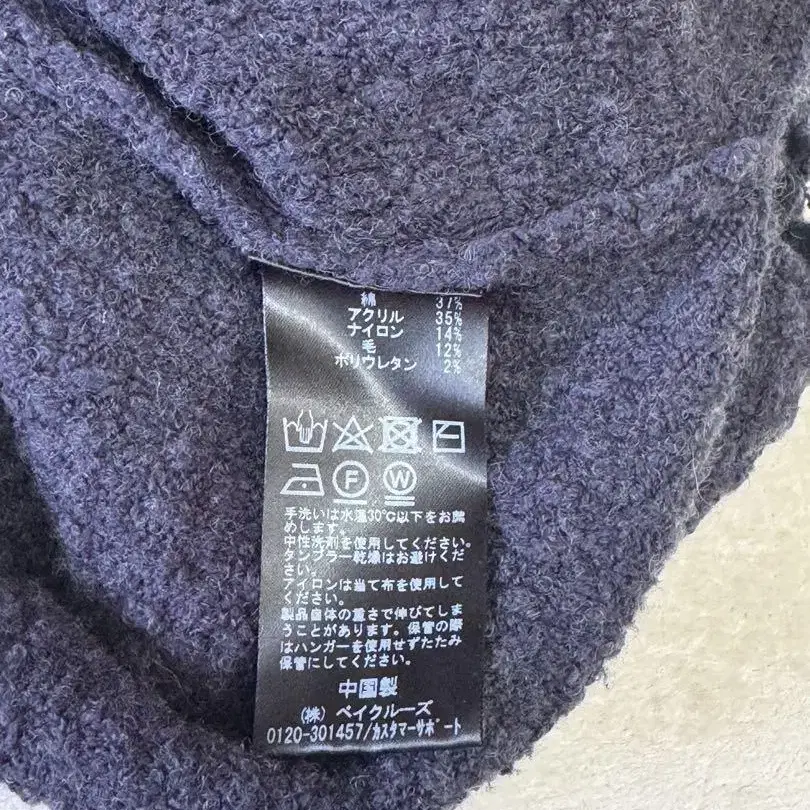 綿 37%
アクリル 35%
ナイロン 14%
毛 12%
ポリウレタン 2%
F W
手洗いは水温30℃以下をお薦
めします。
中性洗剤を使用してください。
タンブラー乾燥はお避けくだ
さい。
アイロンは当て布を使用して
ください。
製品自体の重さで伸びてしま
うことがあります。保管の際
はハンガーを使用せずたたみ
保管にしてください。
中国製
(株) ベイクルーズ
0120-301457/カスタマーサポート